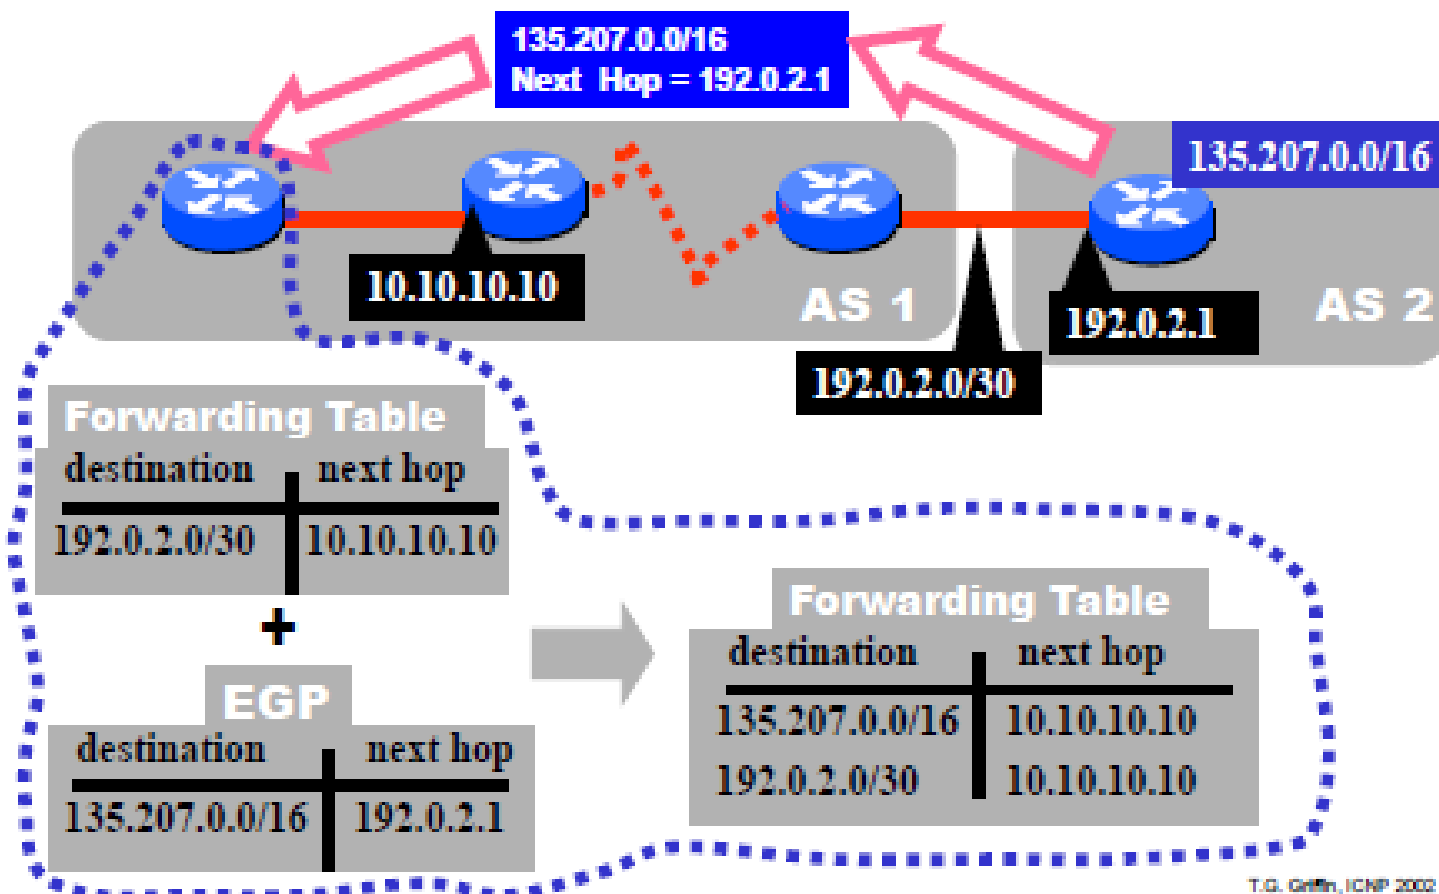 135.207.0.0/16
Next Hop = 192.0.2.1
135.207.0.0/16
10.10.10.10
AS 1
192.0.2.1
AS 2
192.0.2.0/30
Forwarding Table
destination next hop
192.0.2.0/30 10.10.10.10
+
EGP
destination next hop
135.207.0.0/16 192.0.2.1
Forwarding Table
destination next hop
135.207.0.0/16 10.10.10.10
192.0.2.0/30 10.10.10.10
T.G. Griffin, ICNP 2002